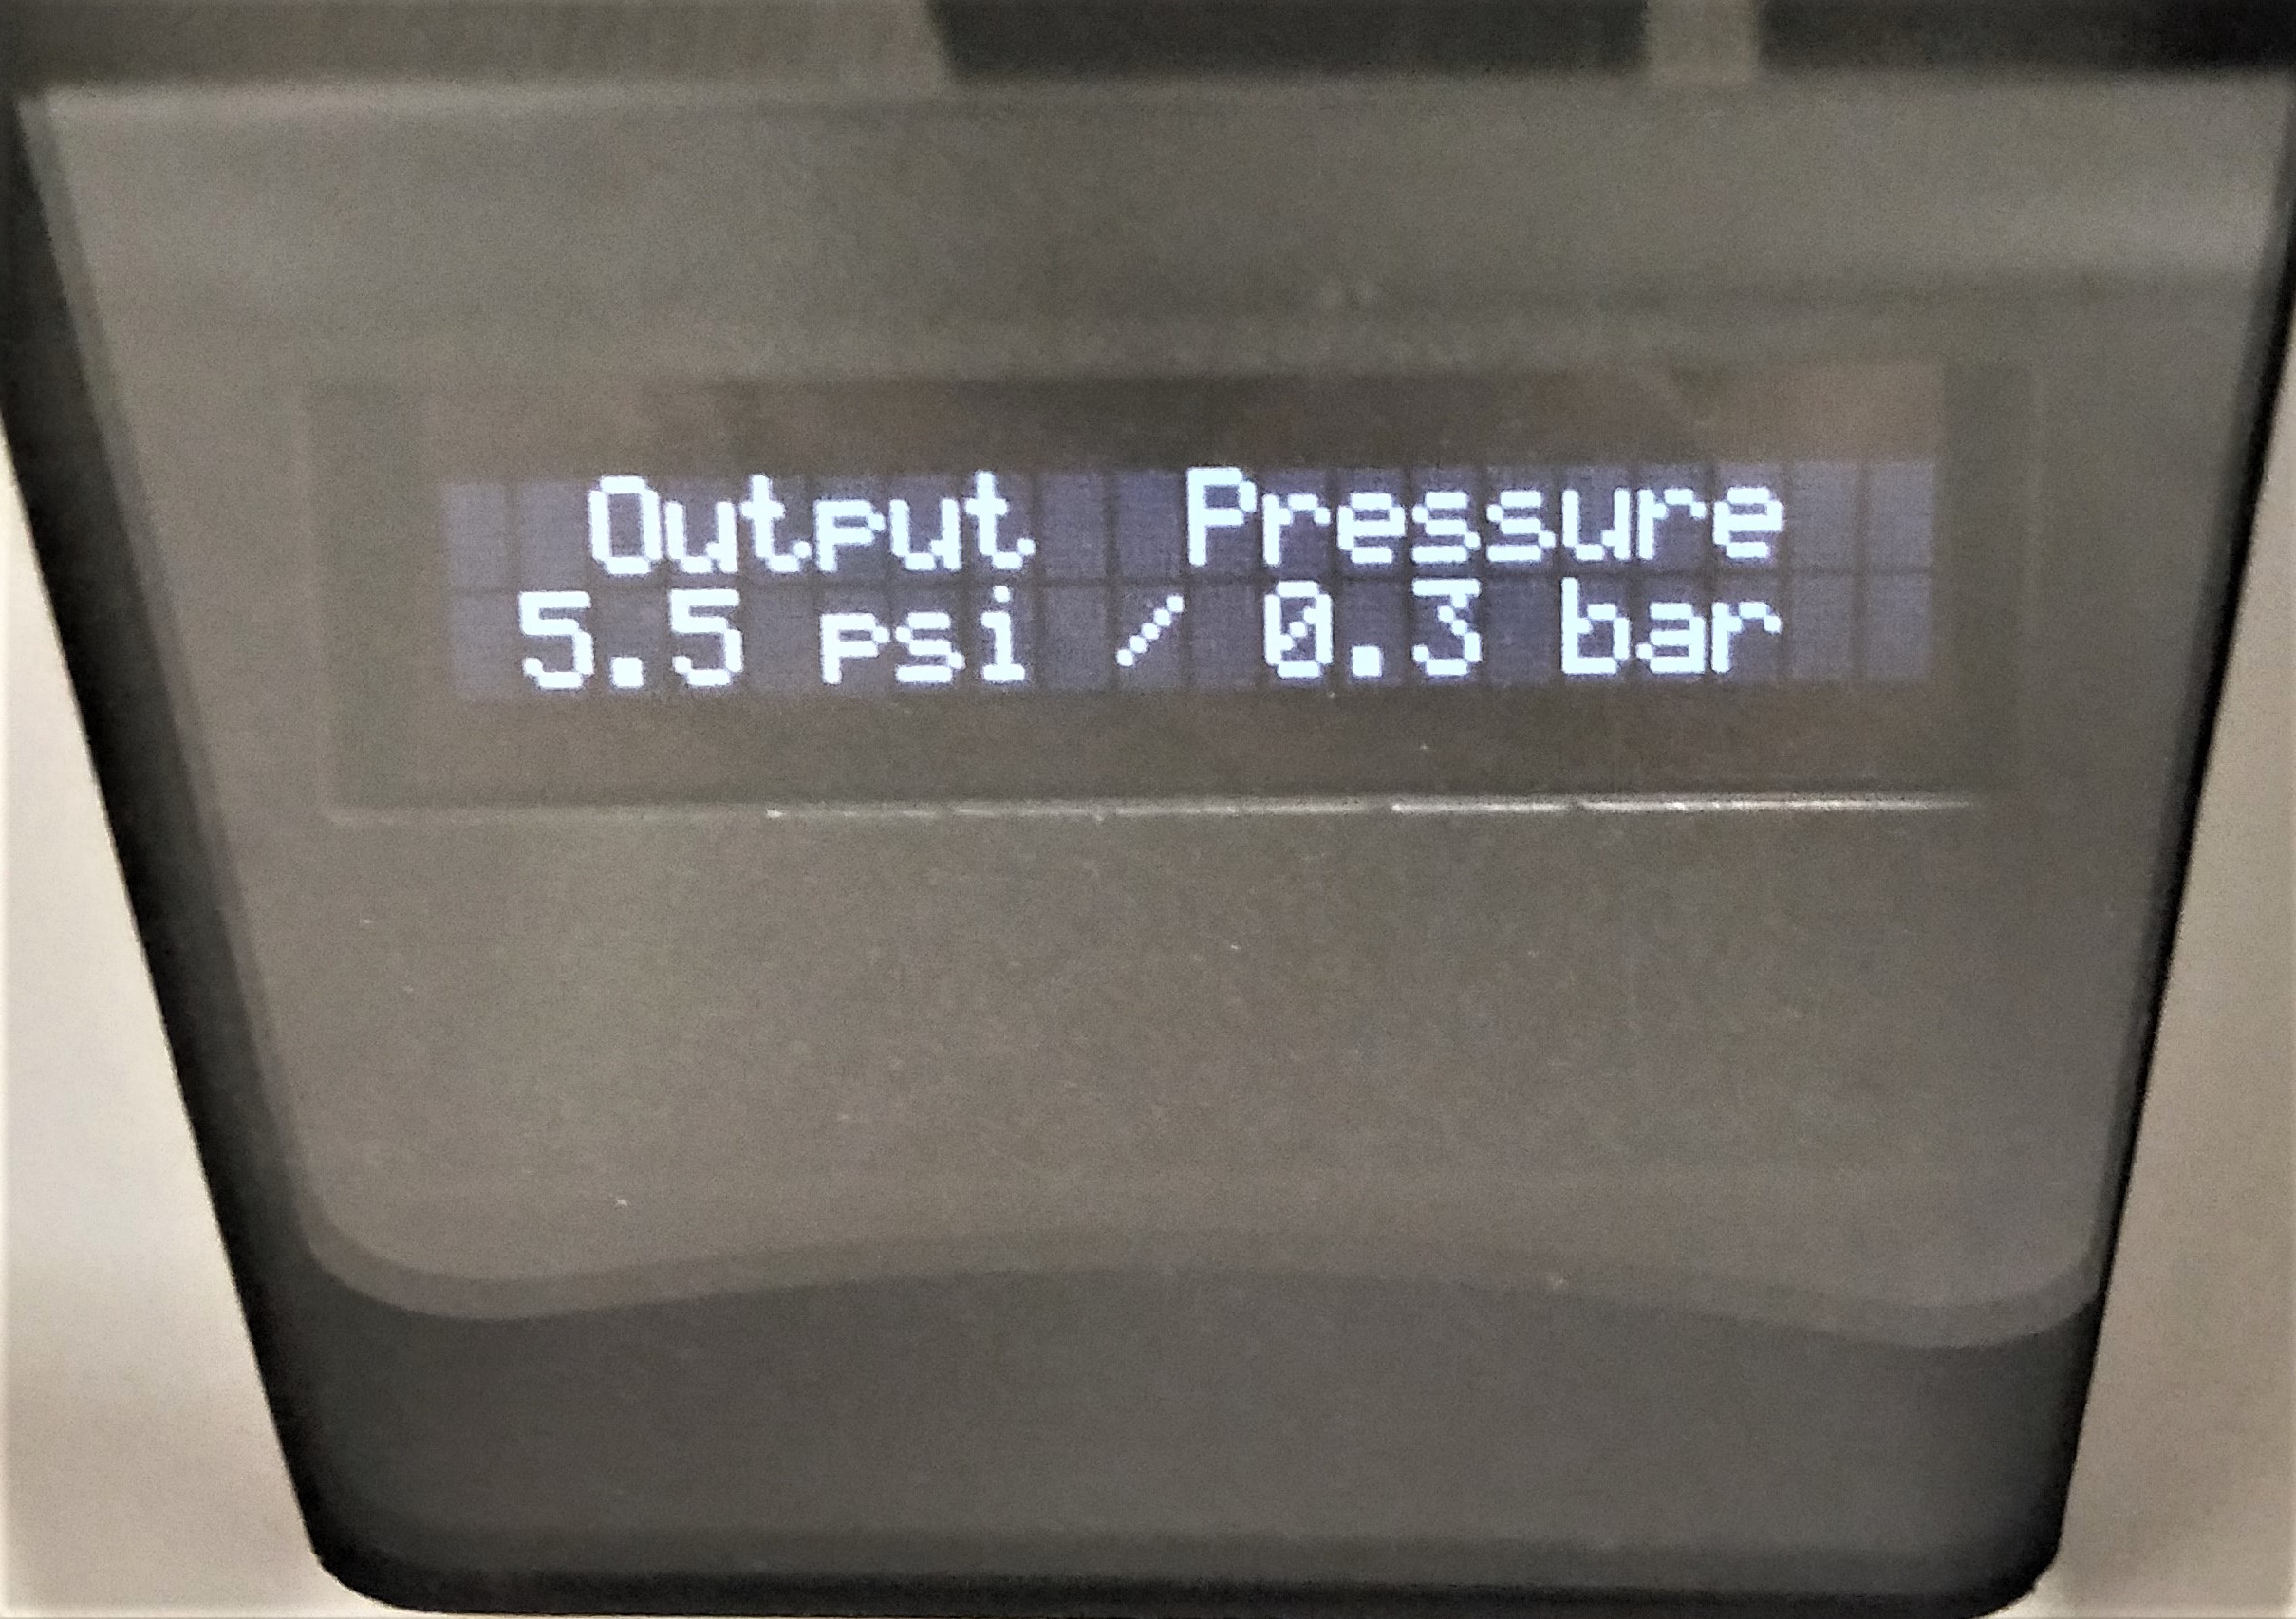 Output Pressure
5.5 psi / 0.3 bar